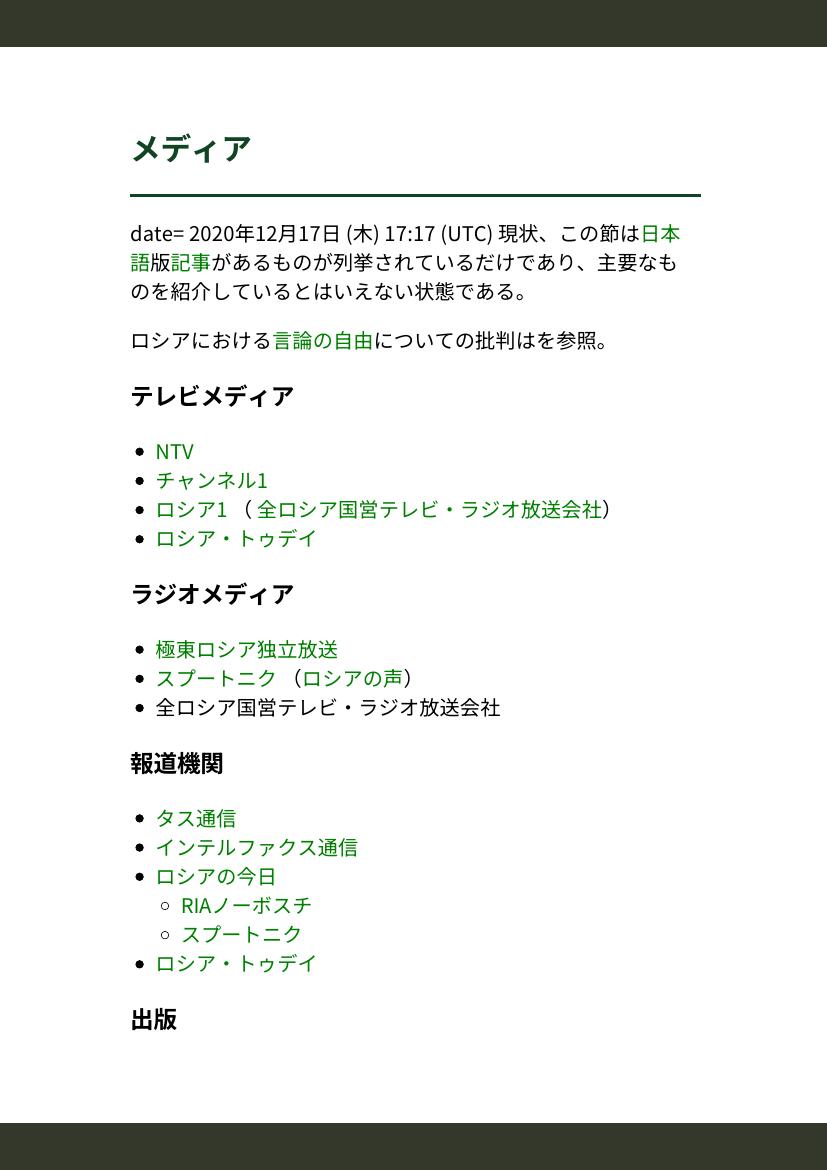 メディア
date= 2020年12月17日 (木) 17:17 (UTC) 現状、この節は日本
語版記事があるものが列挙されているだけであり、主要なも
のを紹介しているとはいえない状態である。
ロシアにおける言論の自由についての批判はを参照。
テレビメディア
NTV
チャンネル1
ロシア1 （ 全ロシア国営テレビ・ラジオ放送会社）
ロシア・トゥデイ
ラジオメディア
極東ロシア独立放送
スプートニク （ロシアの声）
全ロシア国営テレビ・ラジオ放送会社
報道機関
タス通信
インテルファクス通信
ロシアの今日
RIAノーボスチ
スプートニク
ロシア・トゥデイ
出版